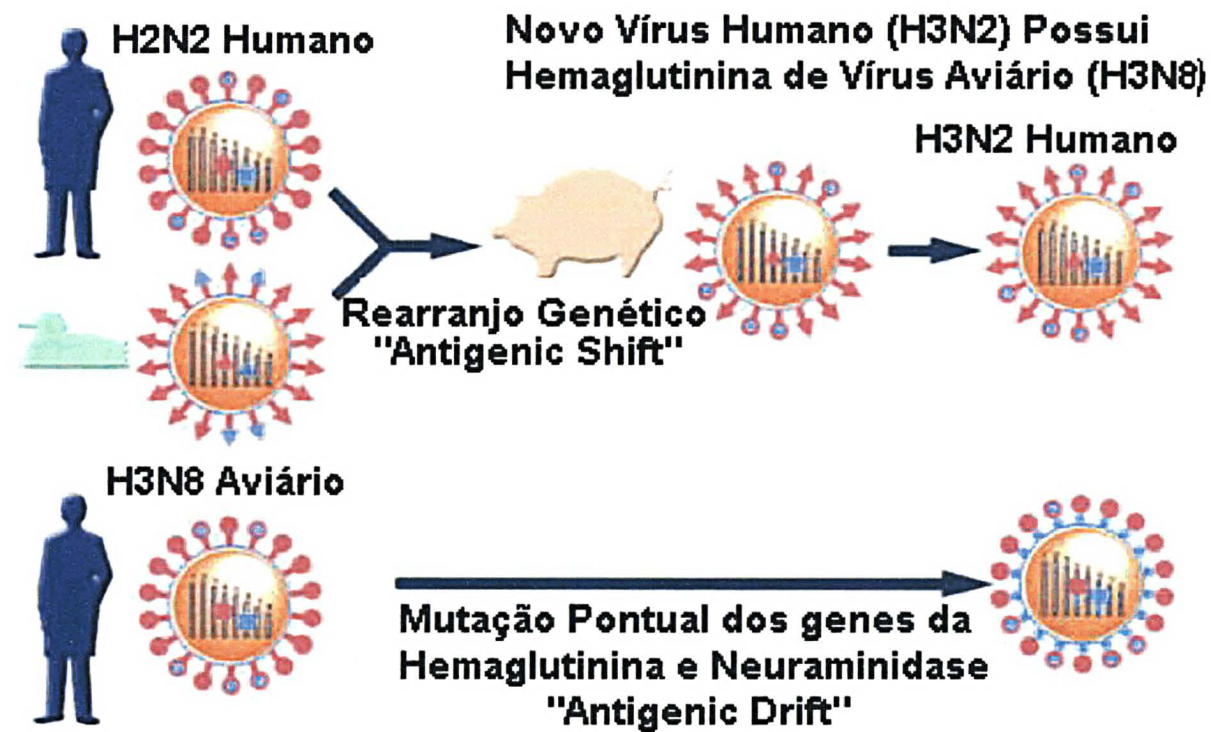 H2N2 Humano
Novo Vírus Humano (H3N2) Possui
Hemaglutinina de Vírus Aviário (H3N8)
H3N2 Humano
Rearranjo Genético
"Antigenic Shift"
H3N8 Aviário
Mutação Pontual dos genes da
Hemaglutinina e Neuraminidase
"Antigenic Drift"